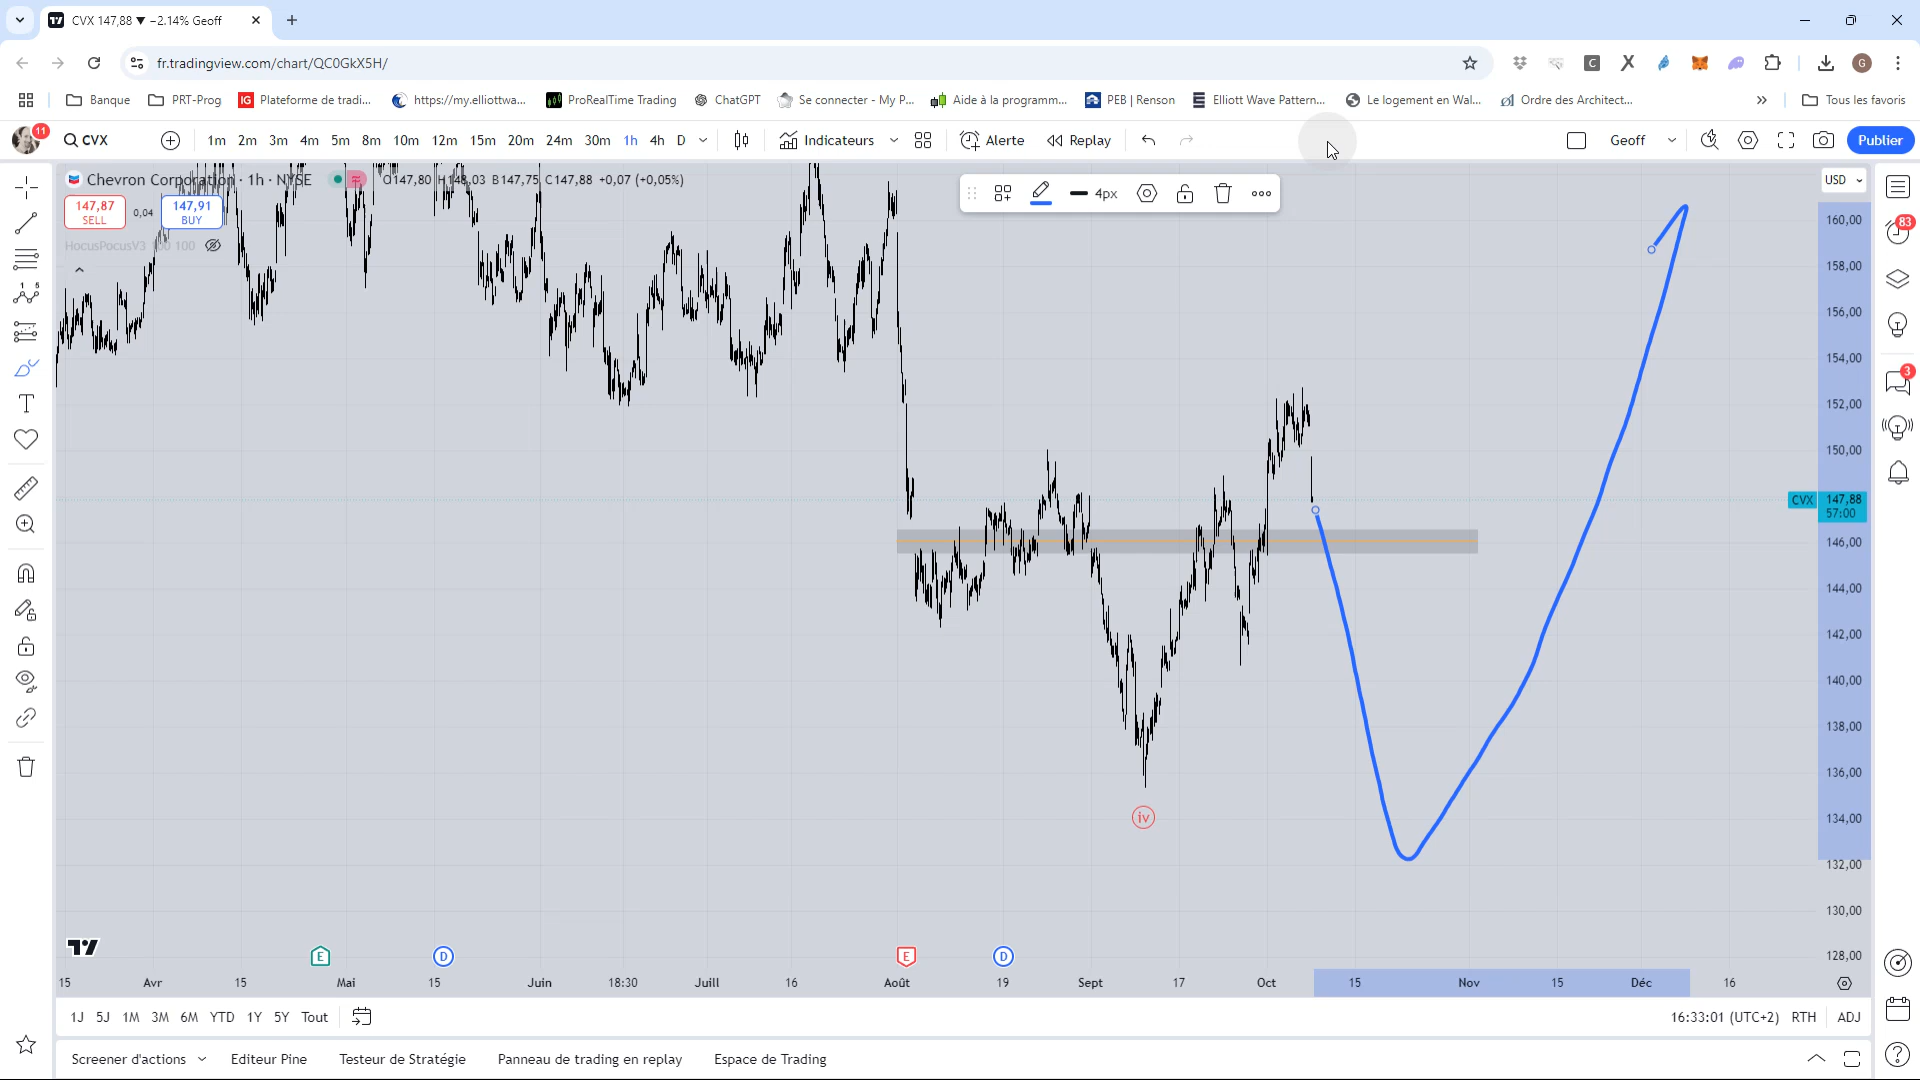 CVX 147,88 ▼ −2.14% Geoff
fr.tradingview.com/chart/QC0GkX5H/
G
Banque
PRT-Prog
IG
Plateforme de tradi...
https://my.elliottwa...
ProRealTime Trading
ChatGPT
Se connecter - My P...
Aide à la programm...
PEB | Renson
Elliott Wave Pattern...
Le logement en Wal...
Ordre des Architect...
Tous les favoris
11
CVX
1m 2m 3m 4m 5m 8m 10m 12m 15m 20m 24m 30m 1h 4h D
Indicateurs
Alerte
Replay
Geoff
Publier
Chevron Corporation · 1h · NYSE
O147,80 H148,03 B147,75 C147,88 +0,07 (+0,05%)
147,87
SELL
0,04
147,91
BUY
HocusPocusV3 100 100
4px
USD
160,00
158,00
156,00
154,00
152,00
150,00
CVX 147,88
57:00
146,00
144,00
142,00
140,00
138,00
136,00
134,00
132,00
130,00
128,00
83
3
iv
E D E D
15 Avr 15 Mai 15 Juin 18:30 Juill 16 Août 19 Sept 17 Oct 15 Nov 15 Déc 16
1J 5J 1M 3M 6M YTD 1Y 5Y Tout
16:33:01 (UTC+2) RTH ADJ
Screener d'actions
Editeur Pine
Testeur de Stratégie
Panneau de trading en replay
Espace de Trading